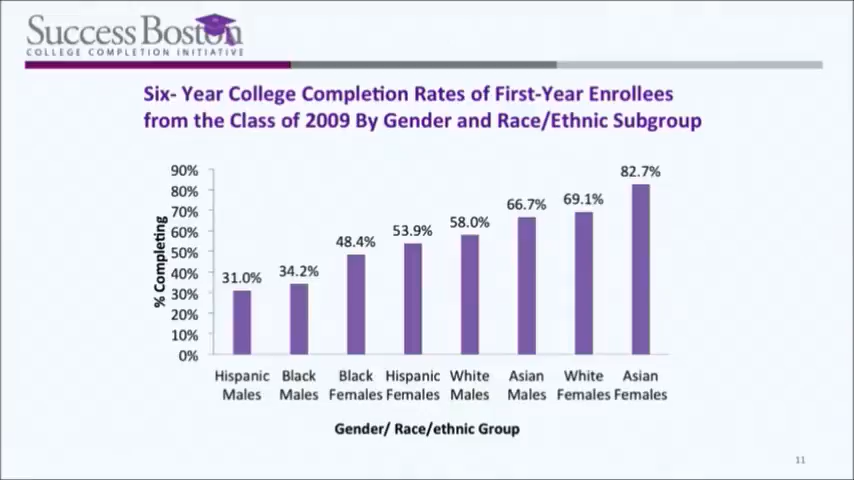 Success Boston
COLLEGE COMPLETION INITIATIVE
Six- Year College Completion Rates of First-Year Enrollees
from the Class of 2009 By Gender and Race/Ethnic Subgroup
% Completing
90%
80%
70%
60%
50%
40%
30%
20%
10%
0%
31.0%
34.2%
48.4%
53.9%
58.0%
66.7%
69.1%
82.7%
Hispanic Males
Black Males
Black Females
Hispanic Females
White Males
Asian Males
White Females
Asian Females
Gender/ Race/ethnic Group
11